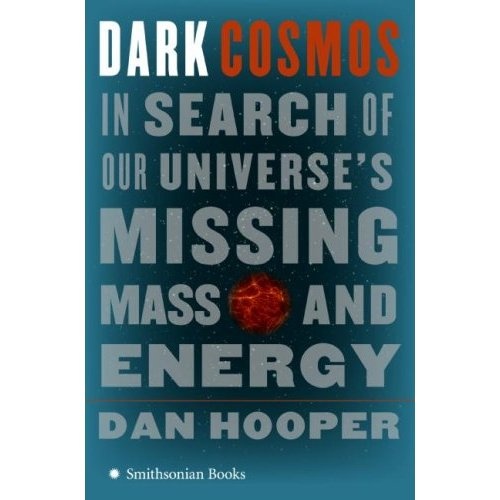 DARK COSMOS
IN SEARCH OF
OUR UNIVERSE'S
MISSING
MASS AND
ENERGY
DAN HOOPER
Smithsonian Books